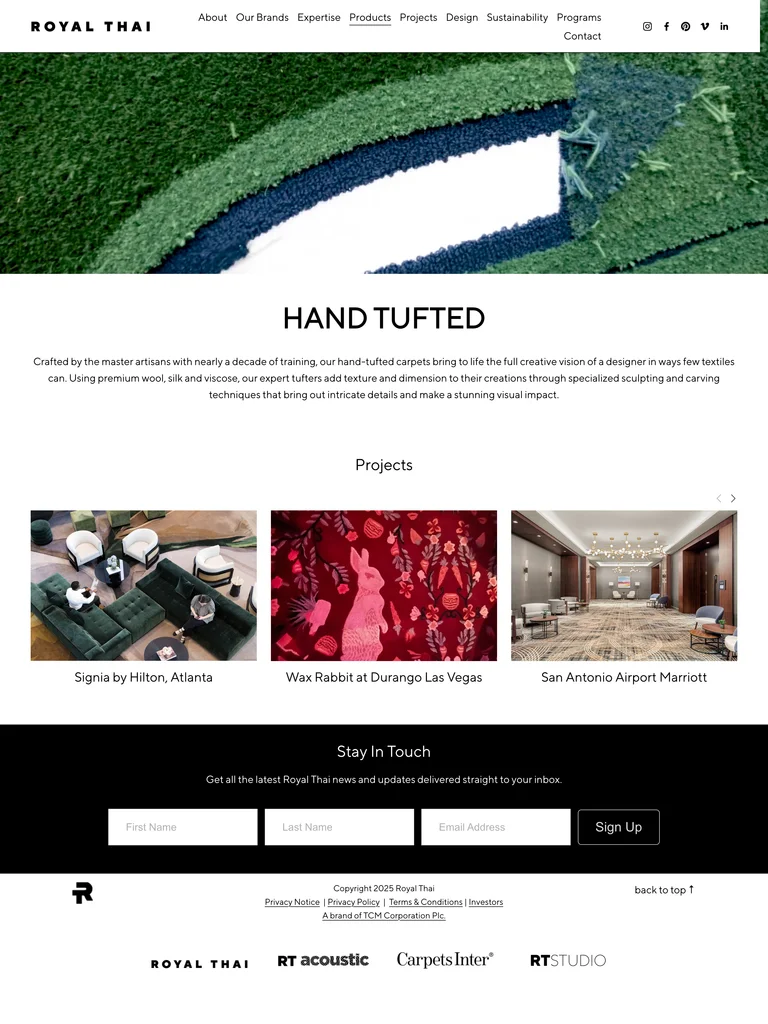 ROYAL THAI
About Our Brands Expertise Products Projects Design Sustainability Programs
Contact
HAND TUFTED
Crafted by the master artisans with nearly a decade of training, our hand-tufted carpets bring to life the full creative vision of a designer in ways few textiles
can. Using premium wool, silk and viscose, our expert tufters add texture and dimension to their creations through specialized sculpting and carving
techniques that bring out intricate details and make a stunning visual impact.
Projects
Signia by Hilton, Atlanta
Wax Rabbit at Durango Las Vegas
San Antonio Airport Marriott
Stay In Touch
Get all the latest Royal Thai news and updates delivered straight to your inbox.
First Name
Last Name
Email Address
Sign Up
Copyright 2025 Royal Thai
Privacy Notice | Privacy Policy | Terms & Conditions | Investors
A brand of TCM Corporation Plc.
back to top ↑
ROYAL THAI
RT acoustic
Carpets Inter®
RTSTUDIO